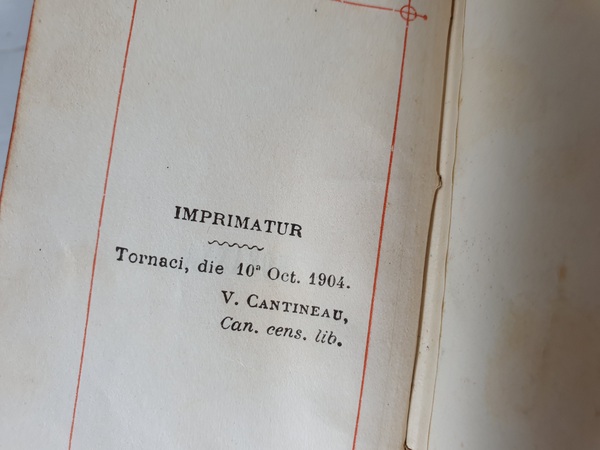 IMPRIMATUR
Tornaci, die 10ª Oct. 1904.
V. CANTINEAU,
Can. cens. lib.